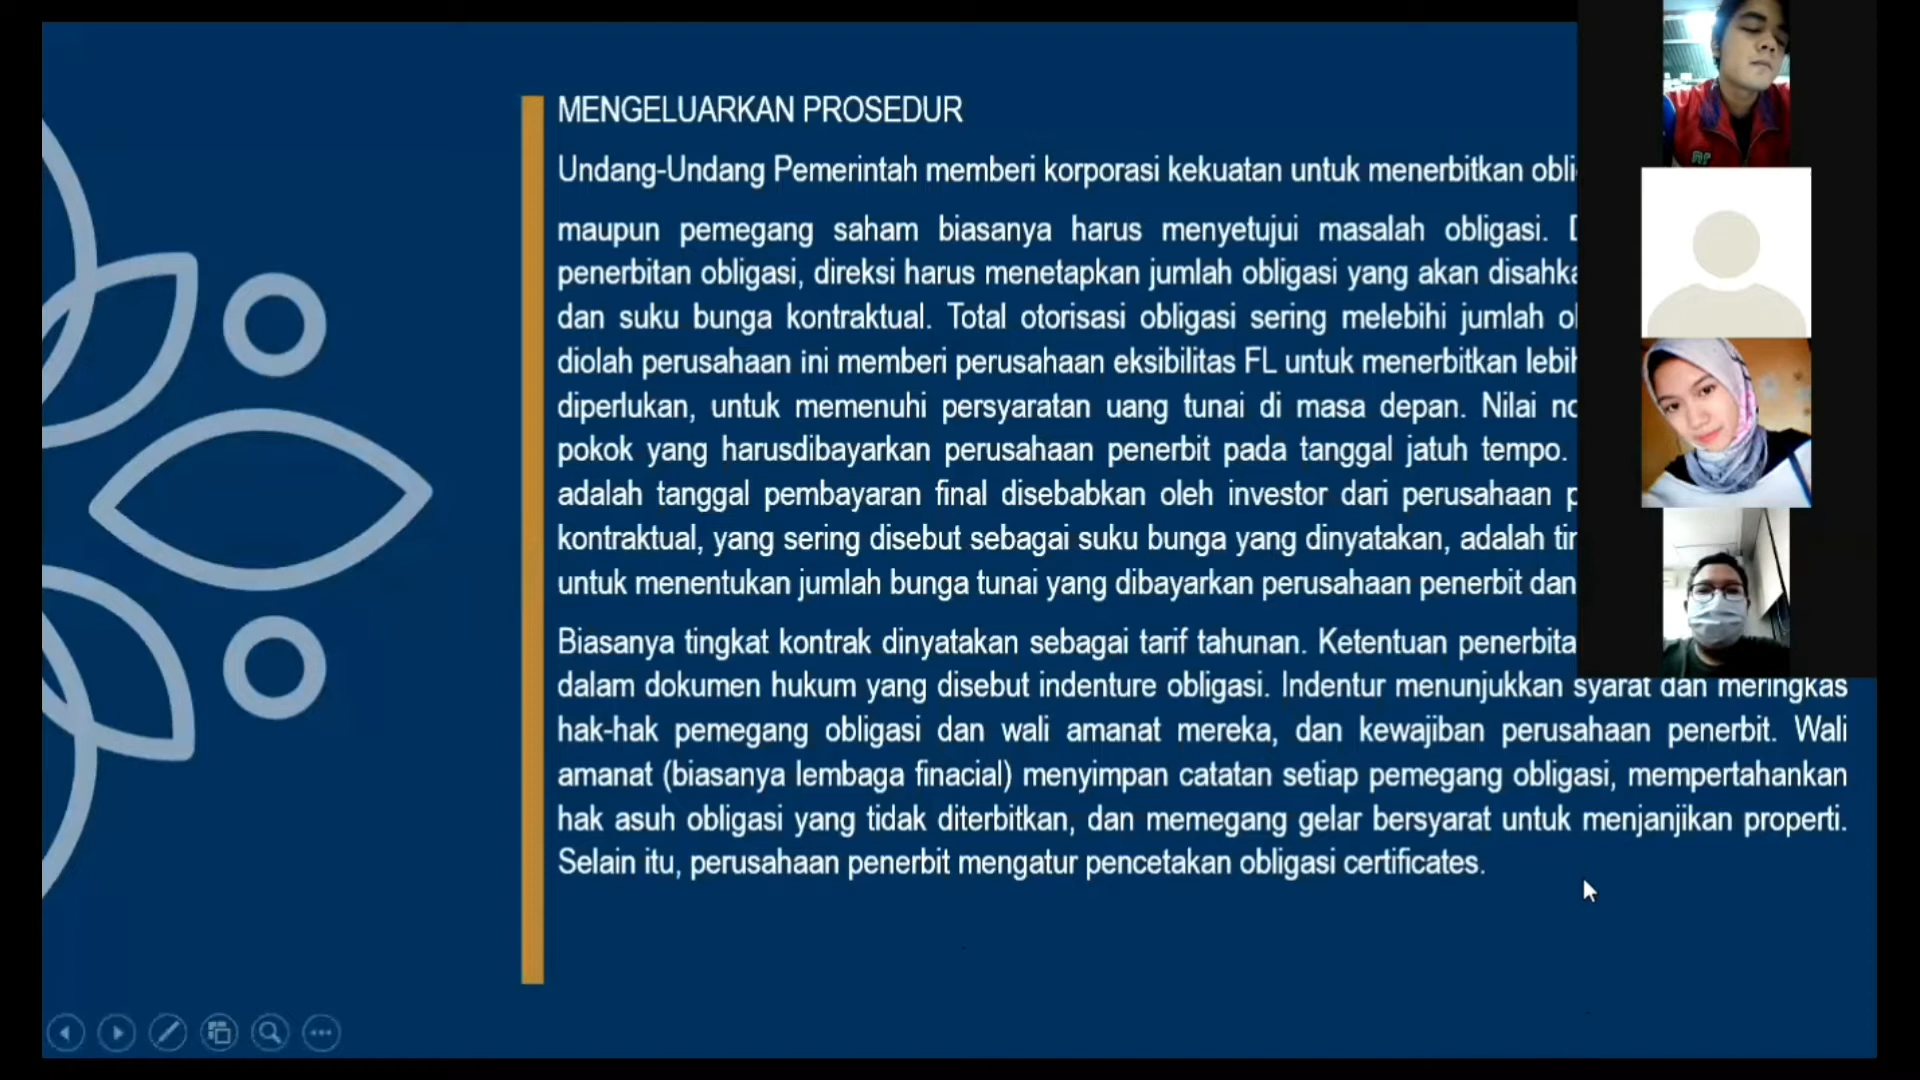 MENGELUARKAN PROSEDUR
Undang-Undang Pemerintah memberi korporasi kekuatan untuk menerbitkan
maupun pemegang saham biasanya harus menyetujui masalah obligasi.
penerbitan obligasi, direksi harus menetapkan jumlah obligasi yang akan
dan suku bunga kontraktual. Total otorisasi obligasi sering melebihi jumlah
diolah perusahaan ini memberi perusahaan eksibilitas FL untuk menerbitkan
diperlukan, untuk memenuhi persyaratan uang tunai di masa depan. Nilai
pokok yang harusdibayarkan perusahaan penerbit pada tanggal jatuh tempo.
adalah tanggal pembayaran final disebabkan oleh investor dari perusahaan
kontraktual, yang sering disebut sebagai suku bunga yang dinyatakan, adalah
untuk menentukan jumlah bunga tunai yang dibayarkan perusahaan penerbit dan
Biasanya tingkat kontrak dinyatakan sebagai tarif tahunan. Ketentuan
dalam dokumen hukum yang disebut indenture obligasi. Indentur menunjukkan syarat dan meringkas
hak-hak pemegang obligasi dan wali amanat mereka, dan kewajiban perusahaan penerbit. Wali
amanat (biasanya lembaga finacial) menyimpan catatan setiap pemegang obligasi, mempertahankan
hak asuh obligasi yang tidak diterbitkan, dan memegang gelar bersyarat untuk menjanjikan properti.
Selain itu, perusahaan penerbit mengatur pencetakan obligasi certificates.